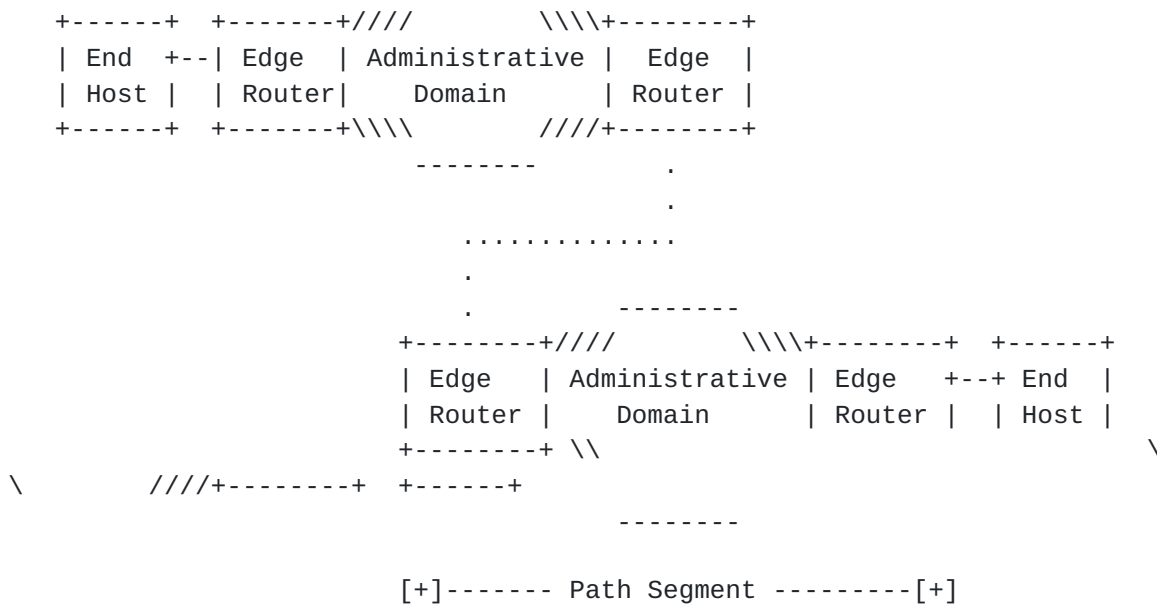 +------+  +-------+////        \\\\+--------+
| End  +--| Edge  | Administrative |  Edge  |
| Host |  | Router|    Domain      | Router |
+------+  +-------+\\\\        ////+--------+
--------        .
.
..............
.
.         --------
+--------+////        \\\\+--------+  +------+
| Edge   | Administrative | Edge   +--+ End  |
| Router |    Domain      | Router |  | Host |
+--------+ \\                                    \
\        ////+--------+  +------+
--------
[+]------- Path Segment ---------[+]